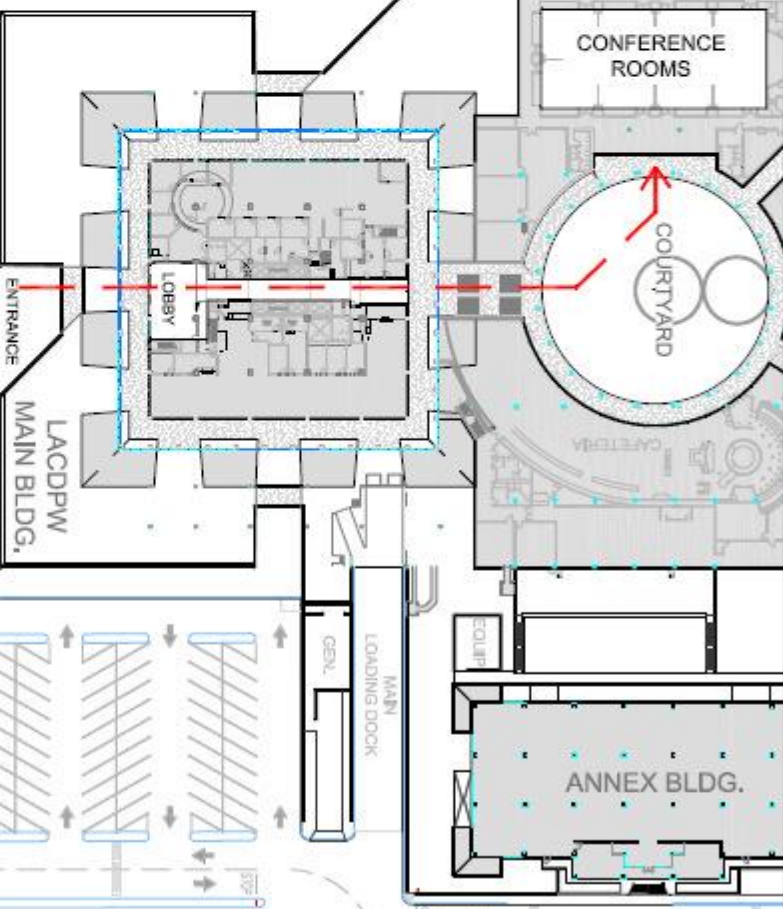 CONFERENCE
ROOMS
COURTYARD
LOBBY
ENTRANCE
LACDPW
MAIN BLDG.
CAFETERIA
GEN.
MAIN
LOADING DOCK
EQUIP
ANNEX BLDG.
STOP